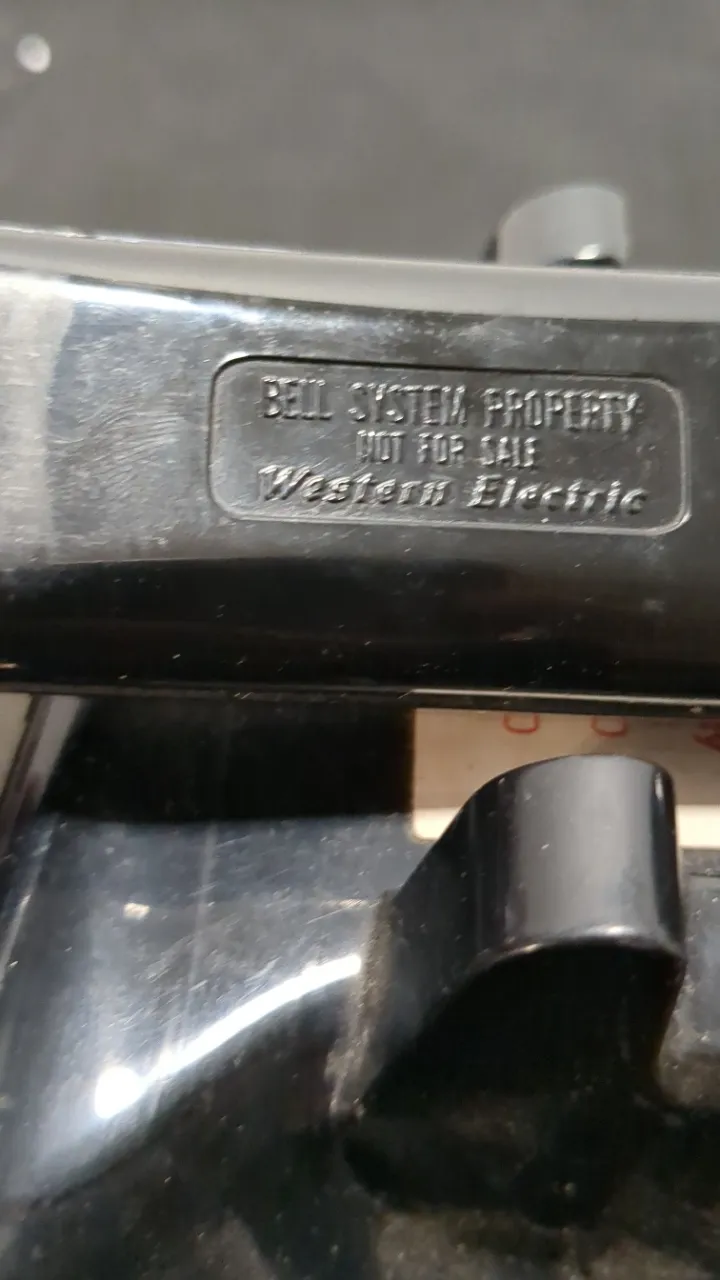 BELL SYSTEM PROPERTY
NOT FOR SALE
Western Electric